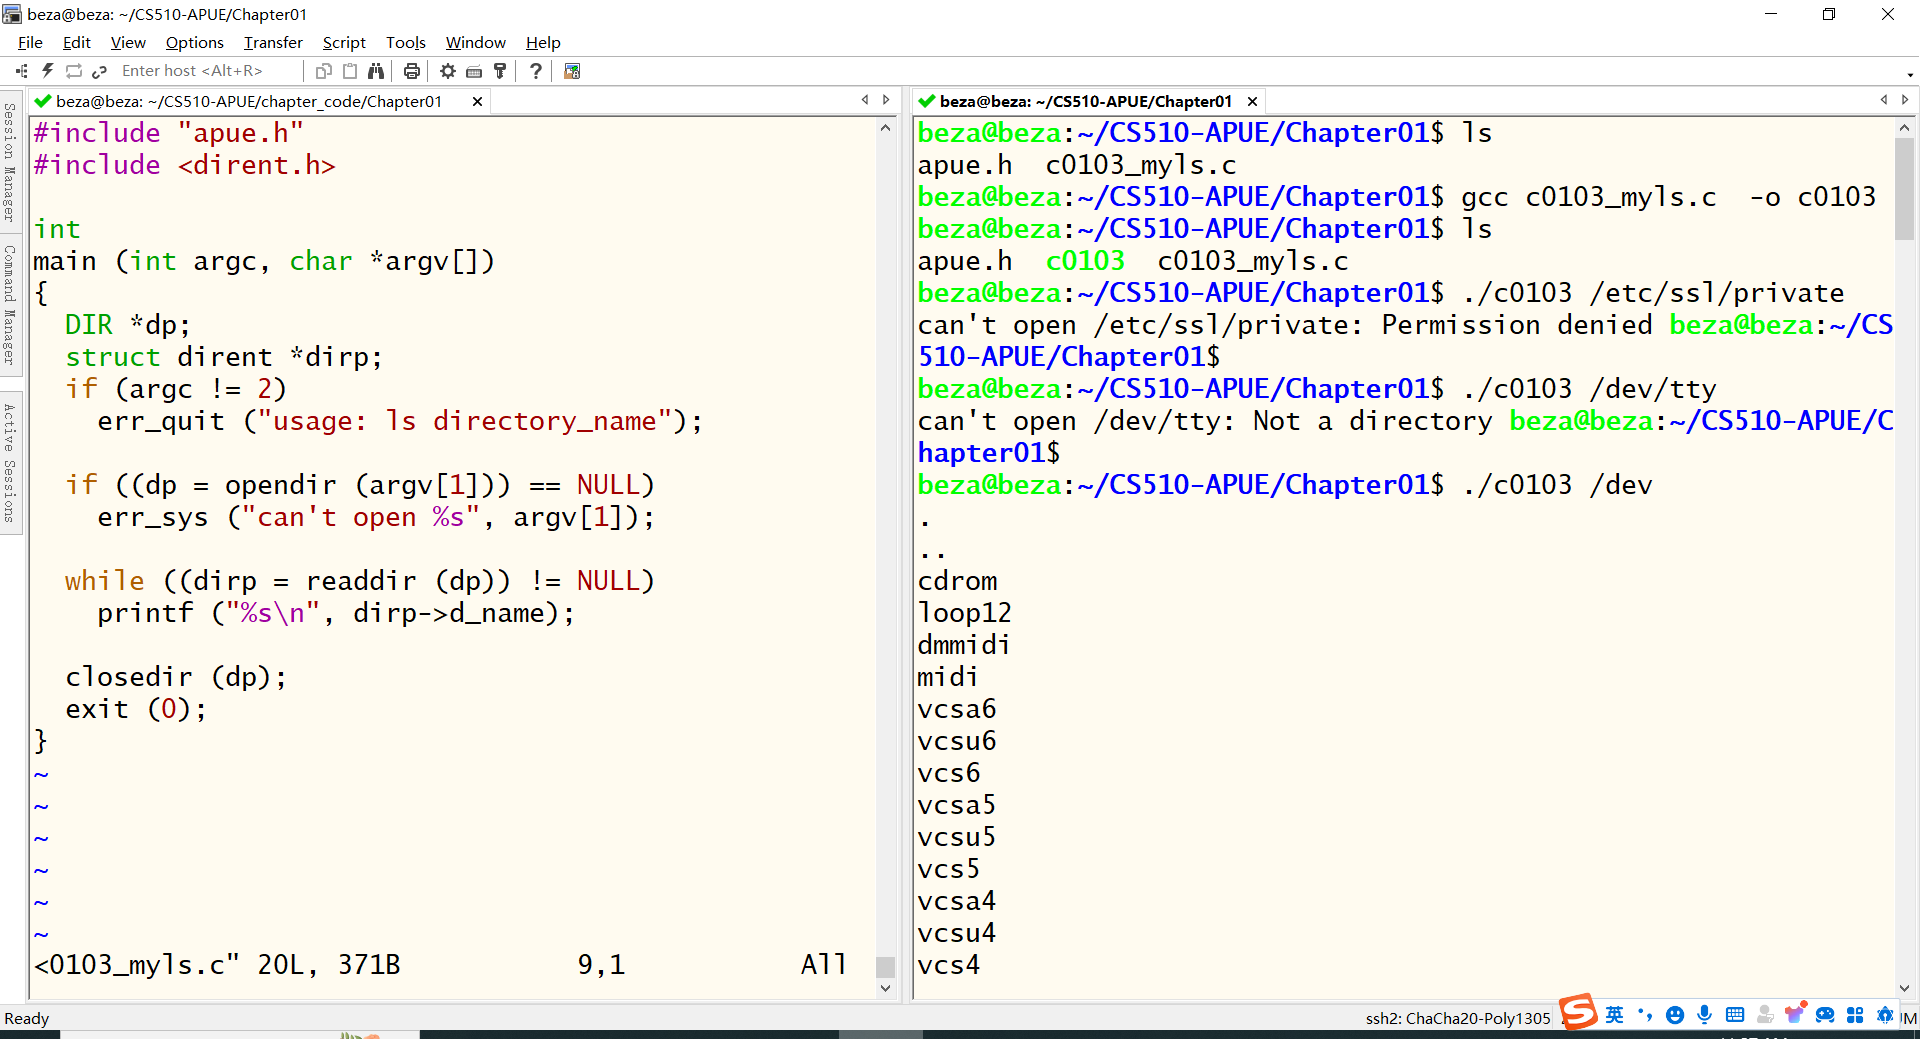 beza@beza: ~/CS510-APUE/Chapter01
File Edit View Options Transfer Script Tools Window Help
Enter host <Alt+R>
Session Manager
Command Manager
Active Sessions
beza@beza: ~/CS510-APUE/chapter_code/Chapter01
#include "apue.h"
#include <dirent.h>
int
main (int argc, char *argv[])
{
  DIR *dp;
  struct dirent *dirp;
  if (argc != 2)
    err_quit ("usage: ls directory_name");
  if ((dp = opendir (argv[1])) == NULL)
    err_sys ("can't open %s", argv[1]);
  while ((dirp = readdir (dp)) != NULL)
    printf ("%s\n", dirp->d_name);
  closedir (dp);
  exit (0);
}
~
~
~
~
~
~
<0103_myls.c" 20L, 371B 9,1 All
beza@beza: ~/CS510-APUE/Chapter01
beza@beza:~/CS510-APUE/Chapter01$ ls
apue.h  c0103_myls.c
beza@beza:~/CS510-APUE/Chapter01$ gcc c0103_myls.c  -o c0103
beza@beza:~/CS510-APUE/Chapter01$ ls
apue.h  c0103  c0103_myls.c
beza@beza:~/CS510-APUE/Chapter01$ ./c0103 /etc/ssl/private
can't open /etc/ssl/private: Permission denied beza@beza:~/CS
510-APUE/Chapter01$
beza@beza:~/CS510-APUE/Chapter01$ ./c0103 /dev/tty
can't open /dev/tty: Not a directory beza@beza:~/CS510-APUE/C
hapter01$
beza@beza:~/CS510-APUE/Chapter01$ ./c0103 /dev
.
..
cdrom
loop12
dmmidi
midi
vcsa6
vcsu6
vcs6
vcsa5
vcsu5
vcs5
vcsa4
vcsu4
vcs4
Ready
ssh2: ChaCha20-Poly1305
英